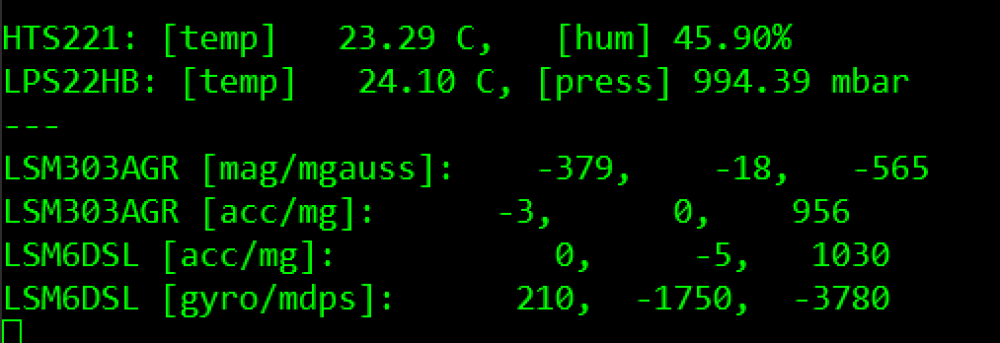 HTS221: [temp]   23.29 C,   [hum] 45.90%
LPS22HB: [temp]   24.10 C, [press] 994.39 mbar
---
LSM303AGR [mag/mgauss]:    -379,    -18,   -565
LSM303AGR [acc/mg]:      -3,      0,    956
LSM6DSL [acc/mg]:           0,     -5,   1030
LSM6DSL [gyro/mdps]:      210,  -1750,  -3780